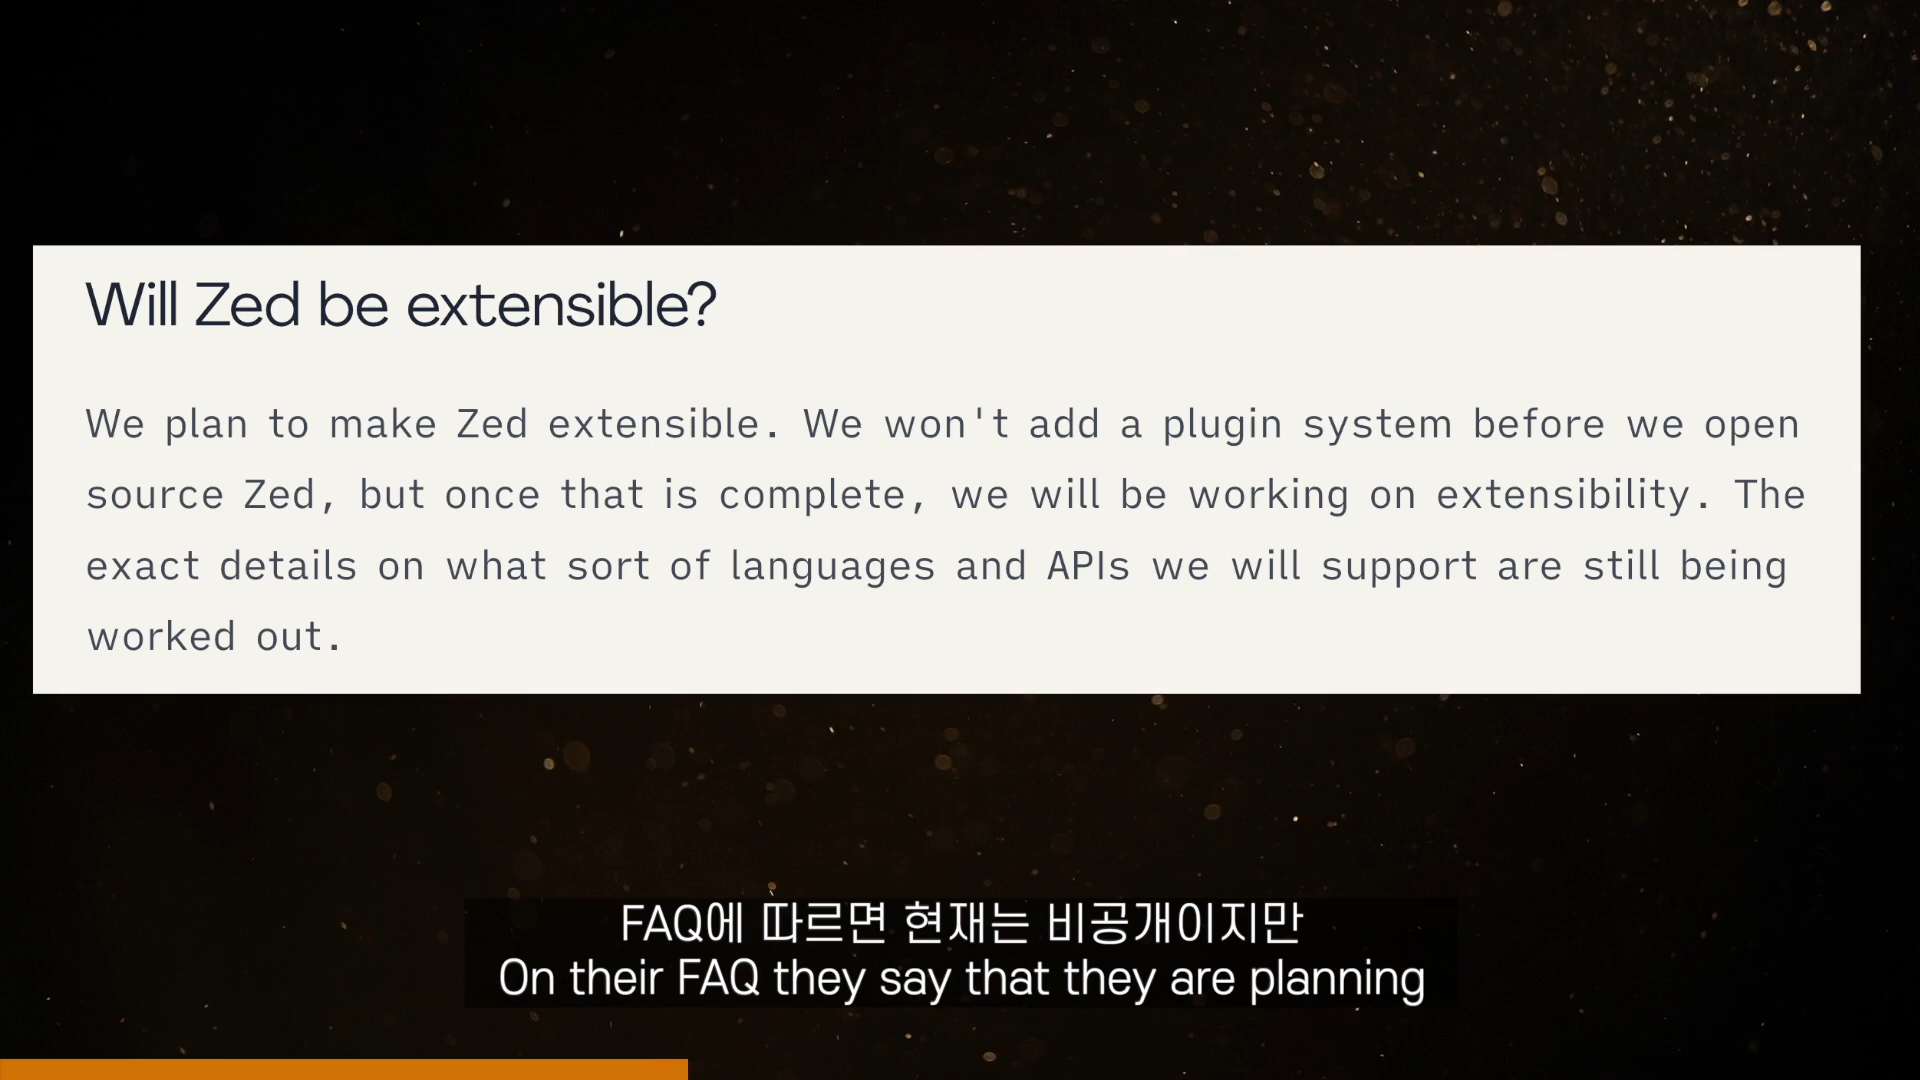 Will Zed be extensible?
We plan to make Zed extensible. We won't add a plugin system before we open
source Zed, but once that is complete, we will be working on extensibility. The
exact details on what sort of languages and APIs we will support are still being
worked out.
FAQ에 따르면 현재는 비공개이지만
On their FAQ they say that they are planning